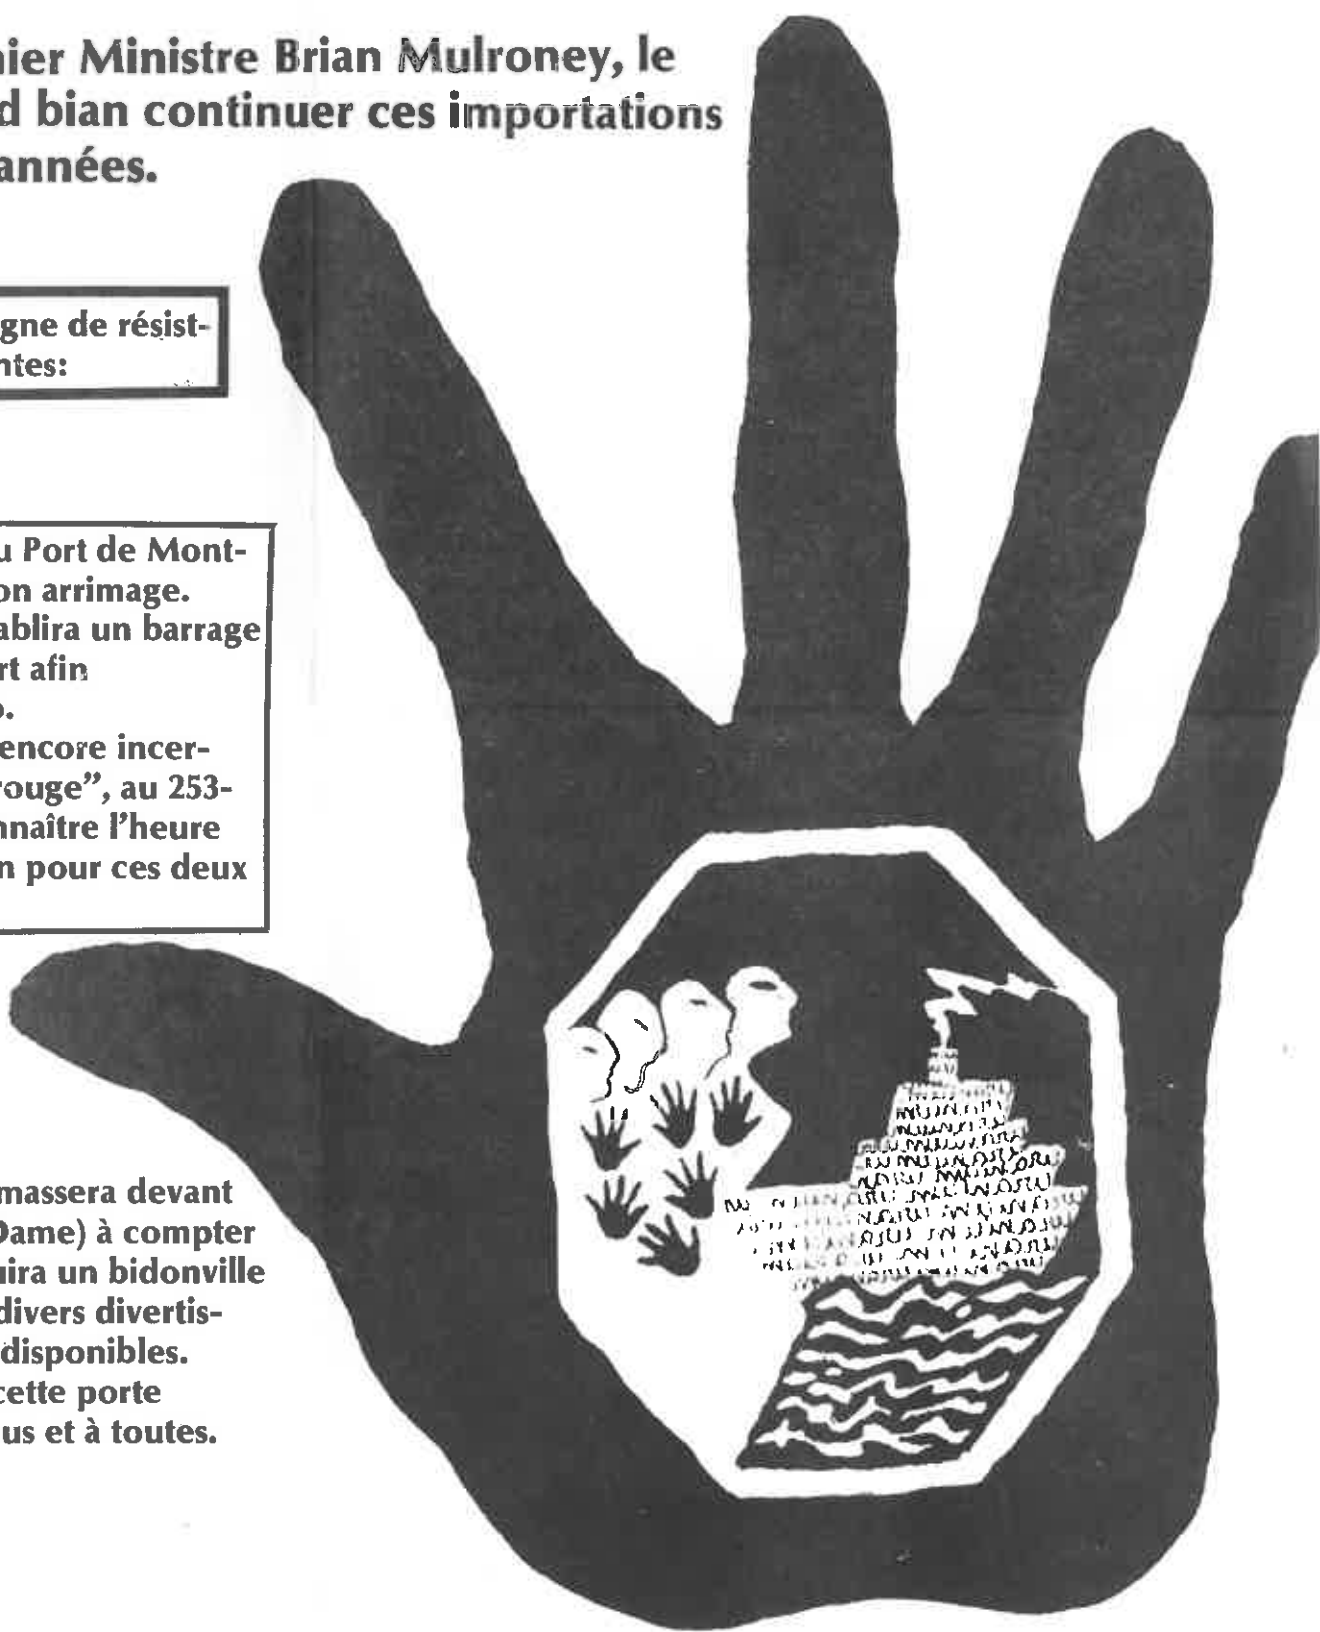 nier Ministre Brian Mulroney, le
d bian continuer ces importations
années.
gne de résist-
ntes:
u Port de Mont-
on arrimage.
ablira un barrage
rt afin
o.
encore incer-
rouge”, au 253-
nnaître l'heure
n pour ces deux
massera devant
Dame) à compter
uira un bidonville
divers divertis-
disponibles.
cette porte
us et à toutes.
uranium